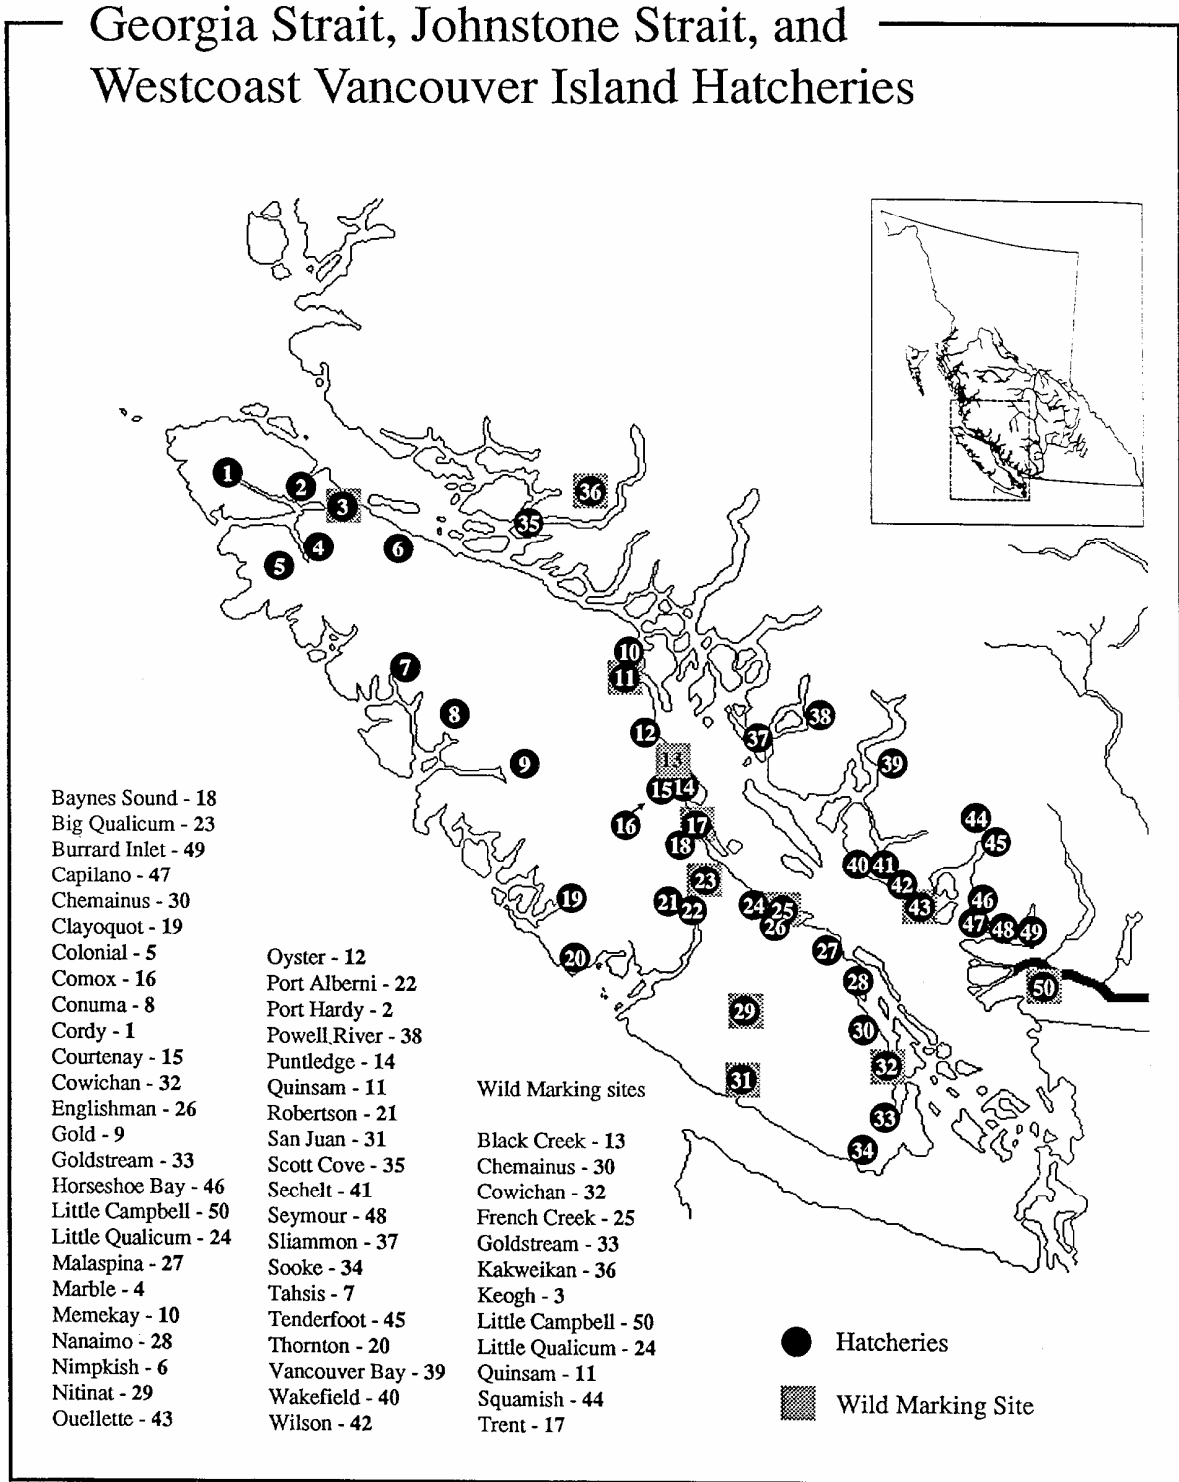 Georgia Strait, Johnstone Strait, and
Westcoast Vancouver Island Hatcheries
1
2
3
4
5
6
7
8
9
10
11
12
13
14
15
16
17
18
19
20
21
22
23
24
25
26
27
28
29
30
31
32
33
34
35
36
37
38
39
40
41
42
43
44
45
46
47
48
49
50
Baynes Sound - 18
Big Qualicum - 23
Burrard Inlet - 49
Capilano - 47
Chemainus - 30
Clayoquot - 19
Colonial - 5
Comox - 16
Conuma - 8
Cordy - 1
Courtenay - 15
Cowichan - 32
Englishman - 26
Gold - 9
Goldstream - 33
Horseshoe Bay - 46
Little Campbell - 50
Little Qualicum - 24
Malaspina - 27
Marble - 4
Memekay - 10
Nanaimo - 28
Nimpkish - 6
Nitinat - 29
Ouellette - 43
Oyster - 12
Port Alberni - 22
Port Hardy - 2
Powell River - 38
Puntledge - 14
Quinsam - 11
Robertson - 21
San Juan - 31
Scott Cove - 35
Sechelt - 41
Seymour - 48
Sliammon - 37
Sooke - 34
Tahsis - 7
Tenderfoot - 45
Thornton - 20
Vancouver Bay - 39
Wakefield - 40
Wilson - 42
Wild Marking sites
Black Creek - 13
Chemainus - 30
Cowichan - 32
French Creek - 25
Goldstream - 33
Kakweikan - 36
Keogh - 3
Little Campbell - 50
Little Qualicum - 24
Quinsam - 11
Squamish - 44
Trent - 17
Hatcheries
Wild Marking Site